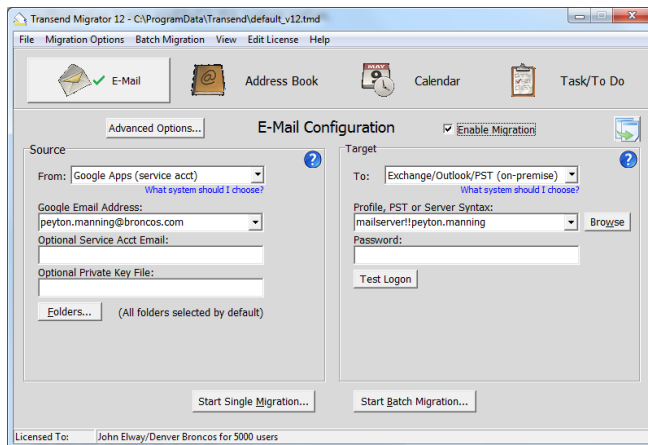 Transend Migrator 12 - C:\ProgramData\Transend\default_v12.tmd
File Migration Options Batch Migration View Edit License Help
E-Mail Address Book Calendar Task/To Do
MAY
9
Advanced Options... E-Mail Configuration Enable Migration
Source Target
From: Google Apps (service acct) To: Exchange/Outlook/PST (on-premise)
What system should I choose? What system should I choose?
Google Email Address: Profile, PST or Server Syntax:
peyton.manning@broncos.com mailserver!!peyton.manning Browse
Optional Service Acct Email: Password:
Optional Private Key File:
Test Logon
Folders... (All folders selected by default)
Start Single Migration... Start Batch Migration...
Licensed To: John Elway/Denver Broncos for 5000 users